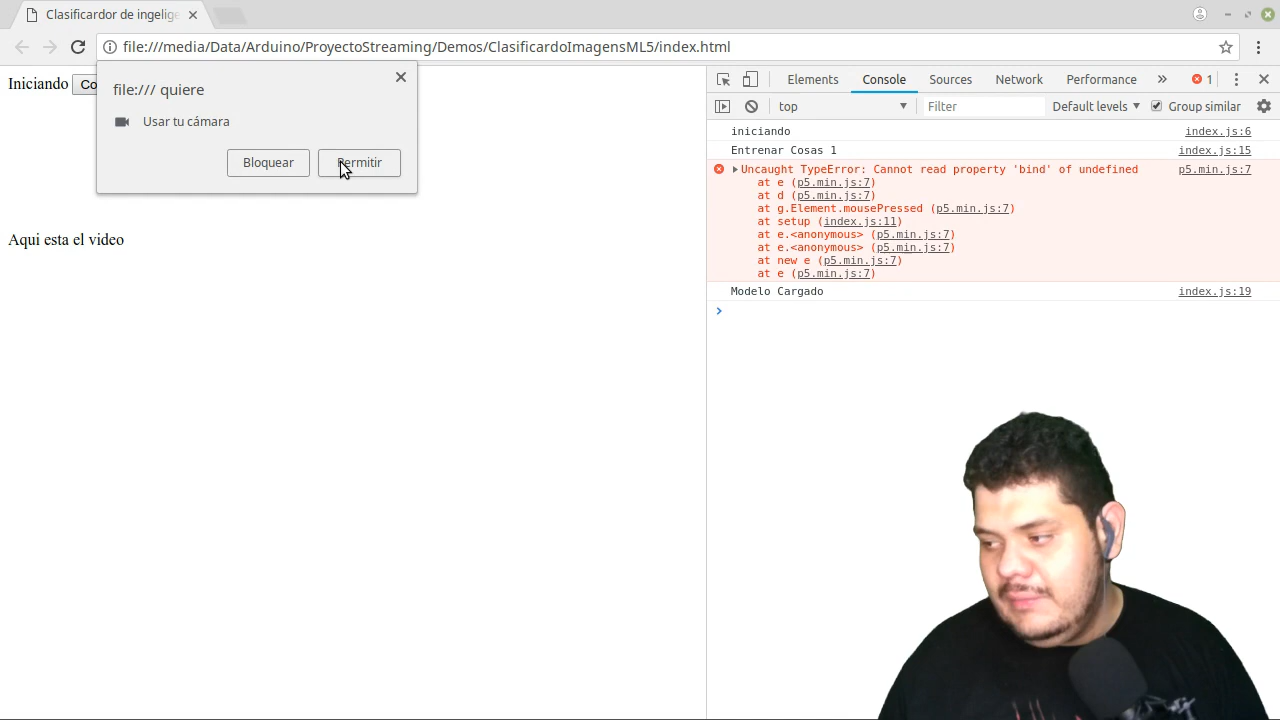 Clasificardor de ingelige
file:///media/Data/Arduino/ProyectoStreaming/Demos/ClasificardoImagensML5/index.html
Iniciando Co
file:/// quiere
Usar tu cámara
Bloquear Permitir
Aqui esta el video
Elements Console Sources Network Performance » 1
top Filter Default levels Group similar
iniciando index.js:6
Entrenar Cosas 1 index.js:15
Uncaught TypeError: Cannot read property 'bind' of undefined p5.min.js:7
at e (p5.min.js:7)
at d (p5.min.js:7)
at g.Element.mousePressed (p5.min.js:7)
at setup (index.js:11)
at e.<anonymous> (p5.min.js:7)
at e.<anonymous> (p5.min.js:7)
at new e (p5.min.js:7)
at e (p5.min.js:7)
Modelo Cargado index.js:19